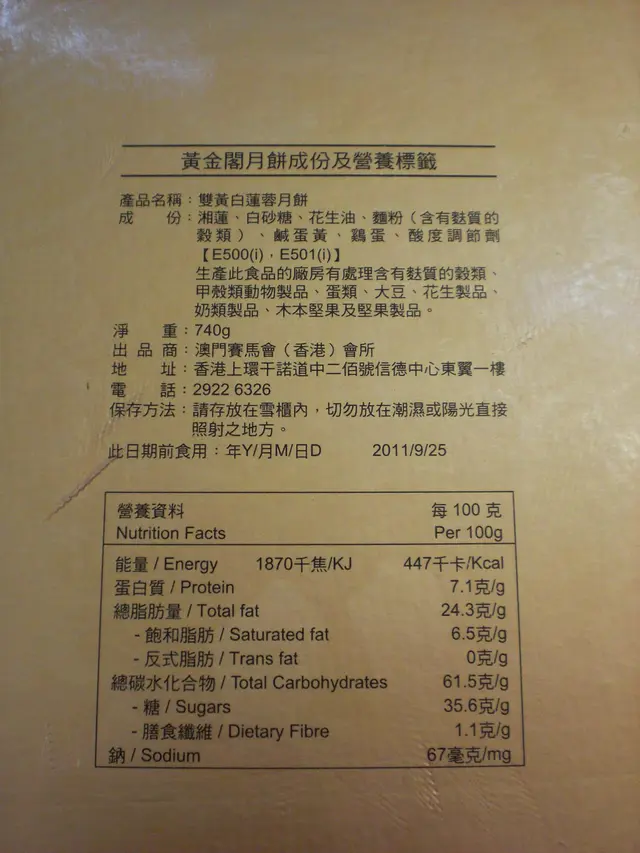 黃金閣月餅成份及營養標籤
產品名稱：雙黃白蓮蓉月餅
成　　份：湘蓮、白砂糖、花生油、麵粉（含有麩質的
穀類）、鹹蛋黃、鷄蛋、酸度調節劑
【E500(i)，E501(i)】
生產此食品的廠房有處理含有麩質的穀類、
甲殼類動物製品、蛋類、大豆、花生製品、
奶類製品、木本堅果及堅果製品。
淨　　重：740g
出 品 商：澳門賽馬會（香港）會所
地　　址：香港上環干諾道中二佰號信德中心東翼一樓
電　　話：2922 6326
保存方法：請存放在雪櫃內，切勿放在潮濕或陽光直接
照射之地方。
此日期前食用：年Y/月M/日D　　2011/9/25
營養資料　　每 100 克
Nutrition Facts　　Per 100g
能量 / Energy　　1870千焦/KJ　　447千卡/Kcal
蛋白質 / Protein　　7.1克/g
總脂肪量 / Total fat　　24.3克/g
- 飽和脂肪 / Saturated fat　　6.5克/g
- 反式脂肪 / Trans fat　　0克/g
總碳水化合物 / Total Carbohydrates　　61.5克/g
- 糖 / Sugars　　35.6克/g
- 膳食纖維 / Dietary Fibre　　1.1克/g
鈉 / Sodium　　67毫克/mg